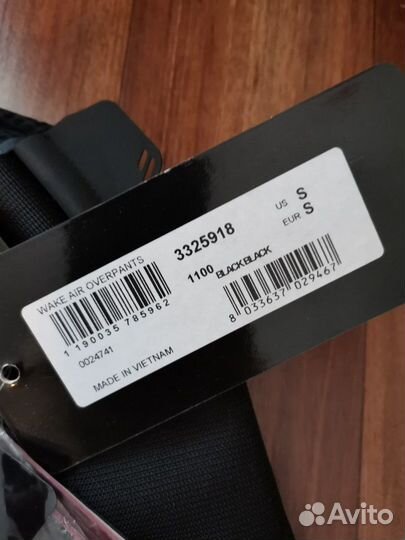 WAKE AIR OVERPANTS
3325918
US S
EUR S
1100 BLACK BLACK
1 190035 785962
8 033637 029467
0024741
MADE IN VIETNAM
Avito